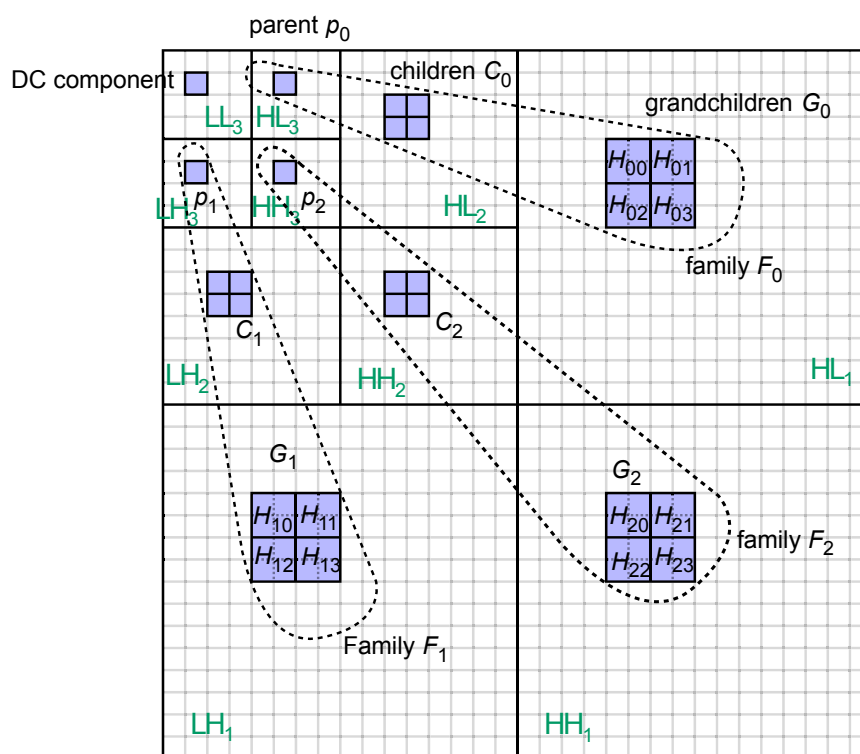 parent p₀
DC component
children C₀
grandchildren G₀
LL₃
HL₃
H₀₀ H₀₁
H₀₂ H₀₃
LH₃
p₁
HH₃
p₂
HL₂
family F₀
C₁
C₂
LH₂
HH₂
HL₁
G₁
G₂
H₁₀ H₁₁
H₁₂ H₁₃
H₂₀ H₂₁
H₂₂ H₂₃
family F₂
Family F₁
LH₁
HH₁